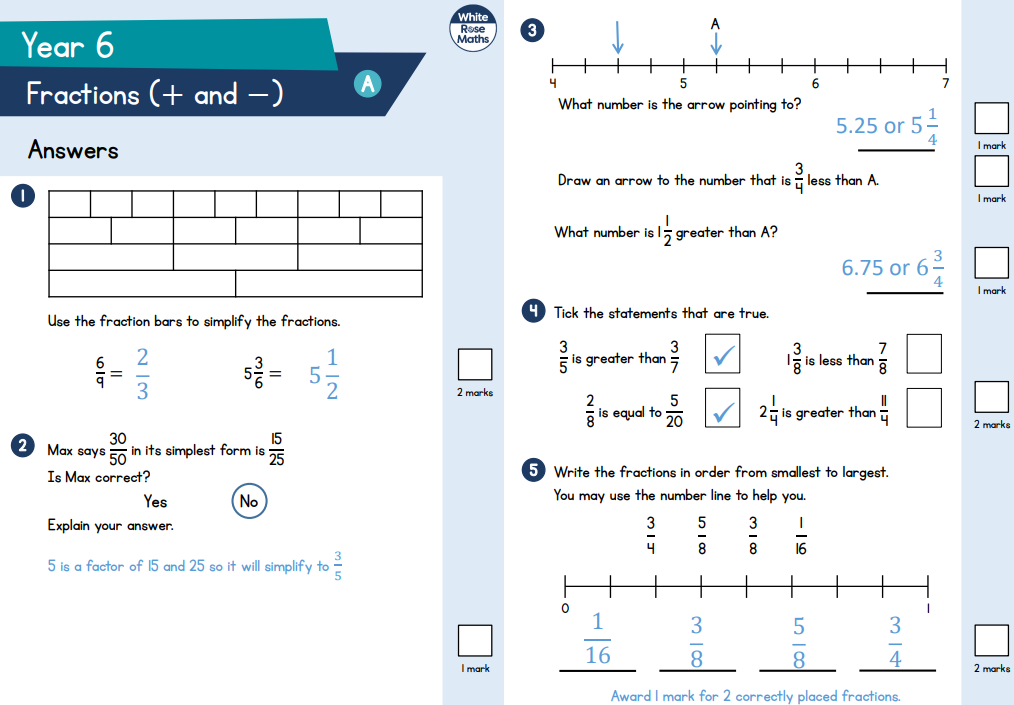 White
Rose
Maths
Year 6
Fractions (+ and −)
A
Answers
1
Use the fraction bars to simplify the fractions.
6/9 = 2/3 5 3/6 = 5 1/2
2 marks
2
Max says 30/50 in its simplest form is 15/25
Is Max correct?
Yes No
Explain your answer.
5 is a factor of 15 and 25 so it will simplify to 3/5
1 mark
3
A
4 5 6 7
What number is the arrow pointing to?
5.25 or 5 1/4
1 mark
Draw an arrow to the number that is 3/4 less than A.
1 mark
What number is 1 1/2 greater than A?
6.75 or 6 3/4
1 mark
4 Tick the statements that are true.
3/5 is greater than 3/7 ✓ 1 3/8 is less than 7/8
2/8 is equal to 5/20 ✓ 2 1/4 is greater than 11/4
2 marks
5 Write the fractions in order from smallest to largest.
You may use the number line to help you.
3/4 5/8 3/8 1/16
0 1
1/16 3/8 5/8 3/4
2 marks
Award 1 mark for 2 correctly placed fractions.